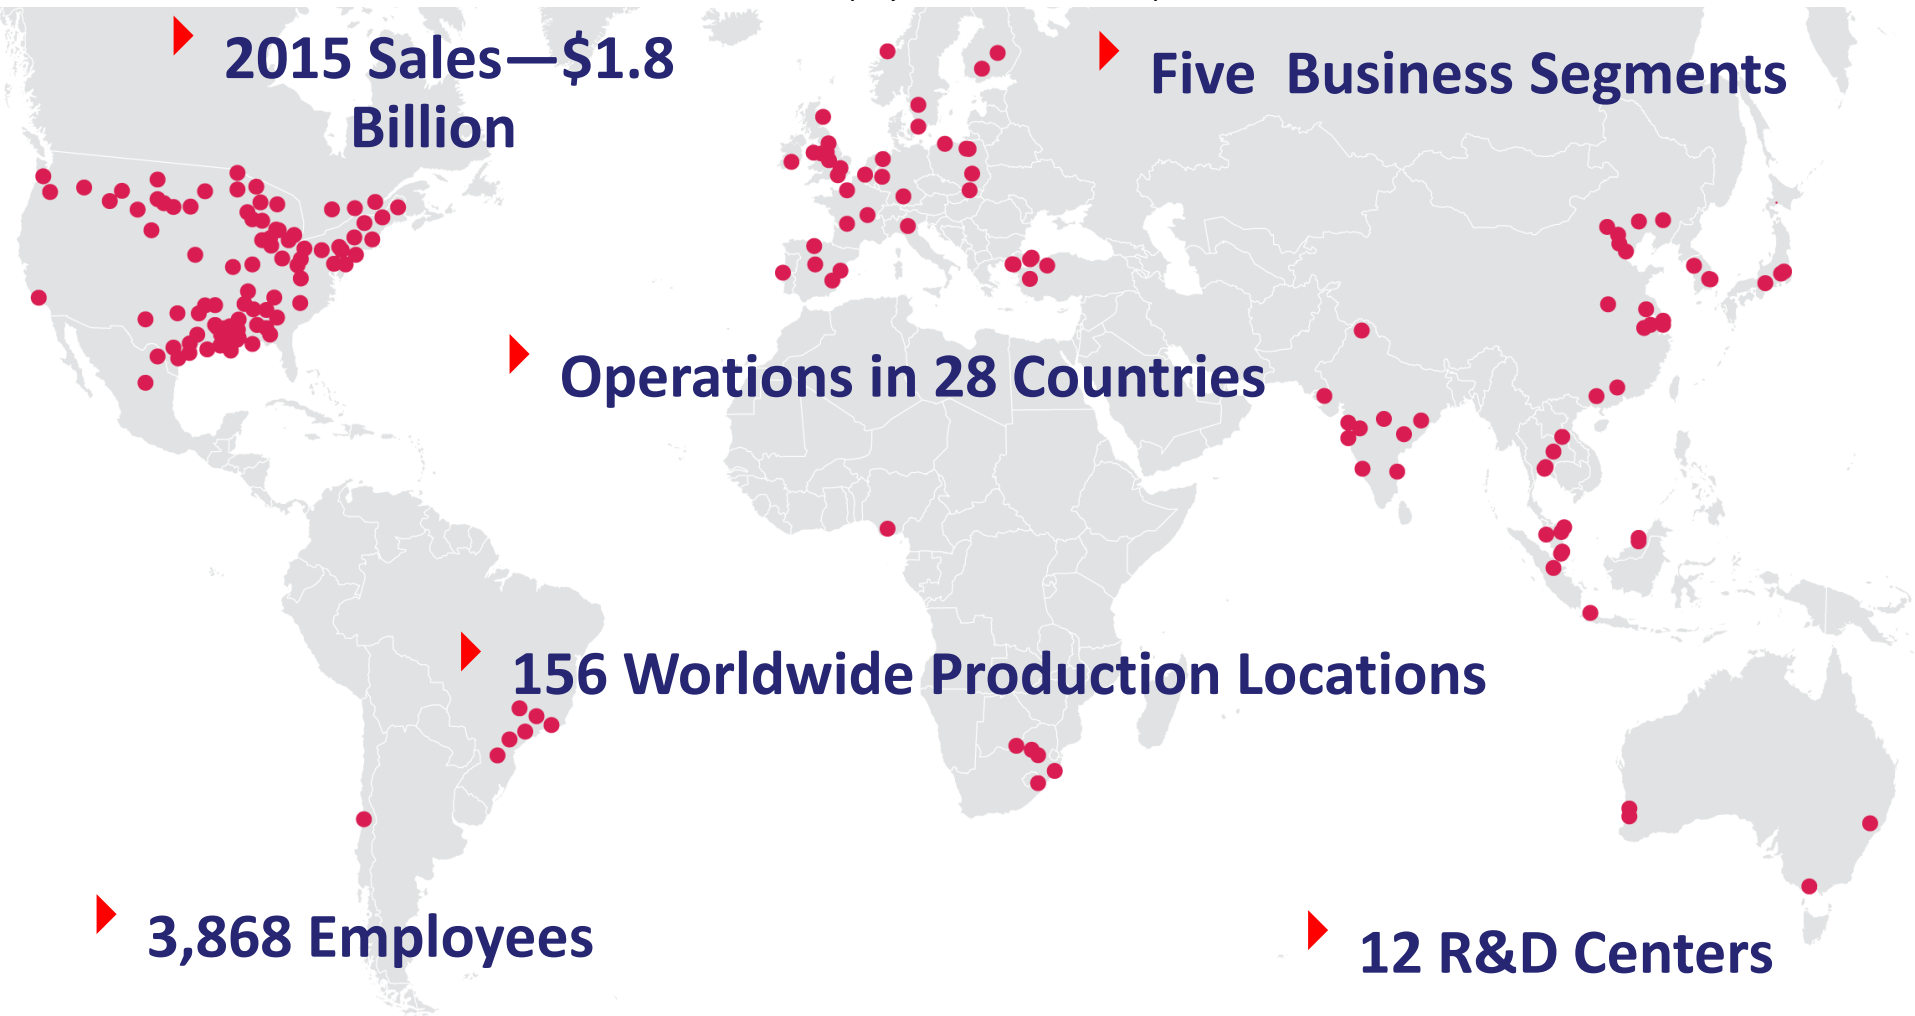 2015 Sales—$1.8
Billion
Five  Business Segments
Operations in 28 Countries
156 Worldwide Production Locations
3,868 Employees
12 R&D Centers